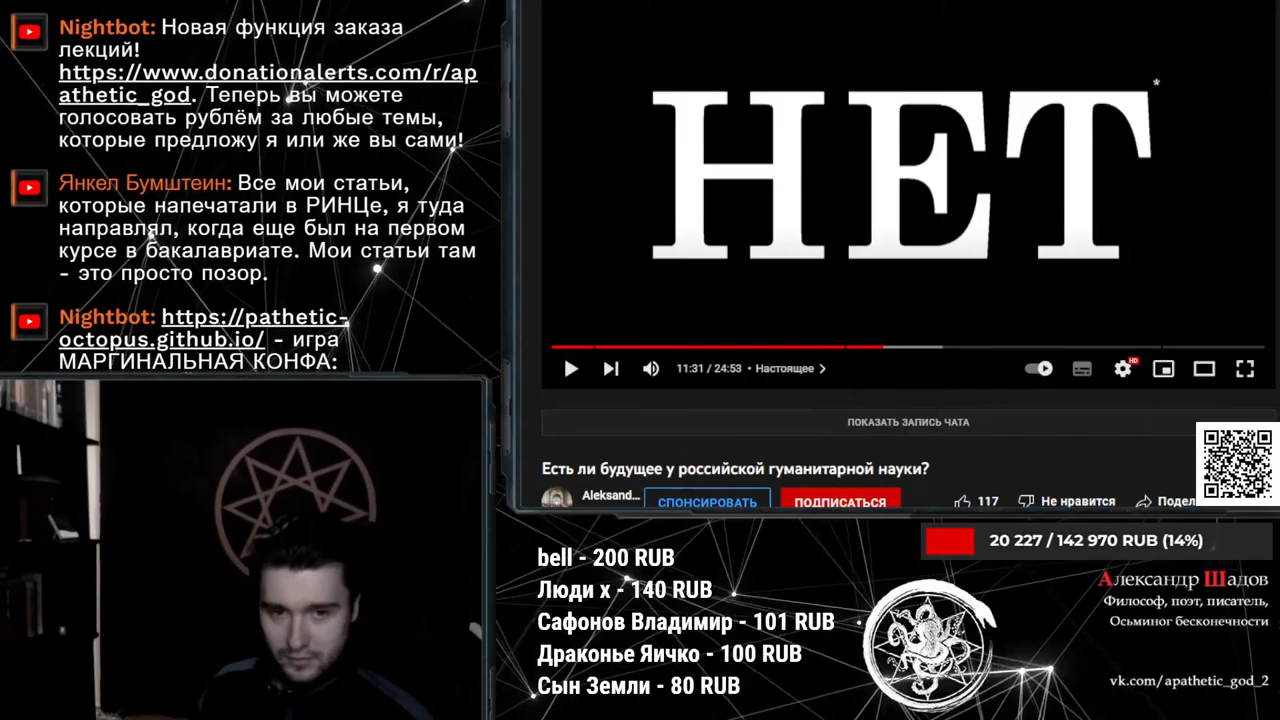 Nightbot: Новая функция заказа
лекций!
https://www.donationalerts.com/r/ap
athetic_god. Теперь вы можете
голосовать рублём за любые темы,
которые предложу я или же вы сами!
Янкел Бумштеин: Все мои статьи,
которые напечатали в РИНЦе, я туда
направлял, когда еще был на первом
курсе в бакалавриате. Мои статьи там
- это просто позор.
Nightbot: https://pathetic-
octopus.github.io/ - игра
МАРГИНАЛЬНАЯ КОНФА:
НЕТ*
11:31 / 24:53 • Настоящее
HD
ПОКАЗАТЬ ЗАПИСЬ ЧАТА
Есть ли будущее у российской гуманитарной науки?
Aleksand...
СПОНСИРОВАТЬ
ПОДПИСАТЬСЯ
117
Не нравится
Подел
20 227 / 142 970 RUB (14%)
bell - 200 RUB
Люди х - 140 RUB
Сафонов Владимир - 101 RUB
Драконье Яичко - 100 RUB
Сын Земли - 80 RUB
Александр Шадов
Философ, поэт, писатель,
Осьминог бесконечности
vk.com/apathetic_god_2